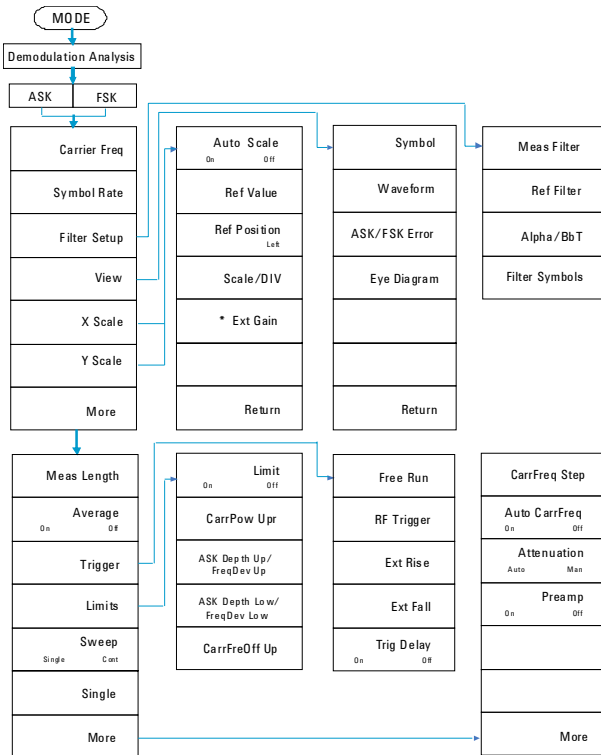 MODE
Demodulation Analysis
ASK FSK
Carrier Freq
Symbol Rate
Filter Setup
View
X Scale
Y Scale
More
Auto Scale
On Off
Ref Value
Ref Position
Left
Scale/DIV
* Ext Gain
Return
Symbol
Waveform
ASK/FSK Error
Eye Diagram
Return
Meas Filter
Ref Filter
Alpha/BbT
Filter Symbols
Meas Length
Average
On Off
Trigger
Limits
Sweep
Single Cont
Single
More
Limit
On Off
CarrPow Upr
ASK Depth Up/
FreqDev Up
ASK Depth Low/
FreqDev Low
CarrFreOff Up
Free Run
RF Trigger
Ext Rise
Ext Fall
Trig Delay
On Off
CarrFreq Step
Auto CarrFreq
On Off
Attenuation
Auto Man
Preamp
On Off
More